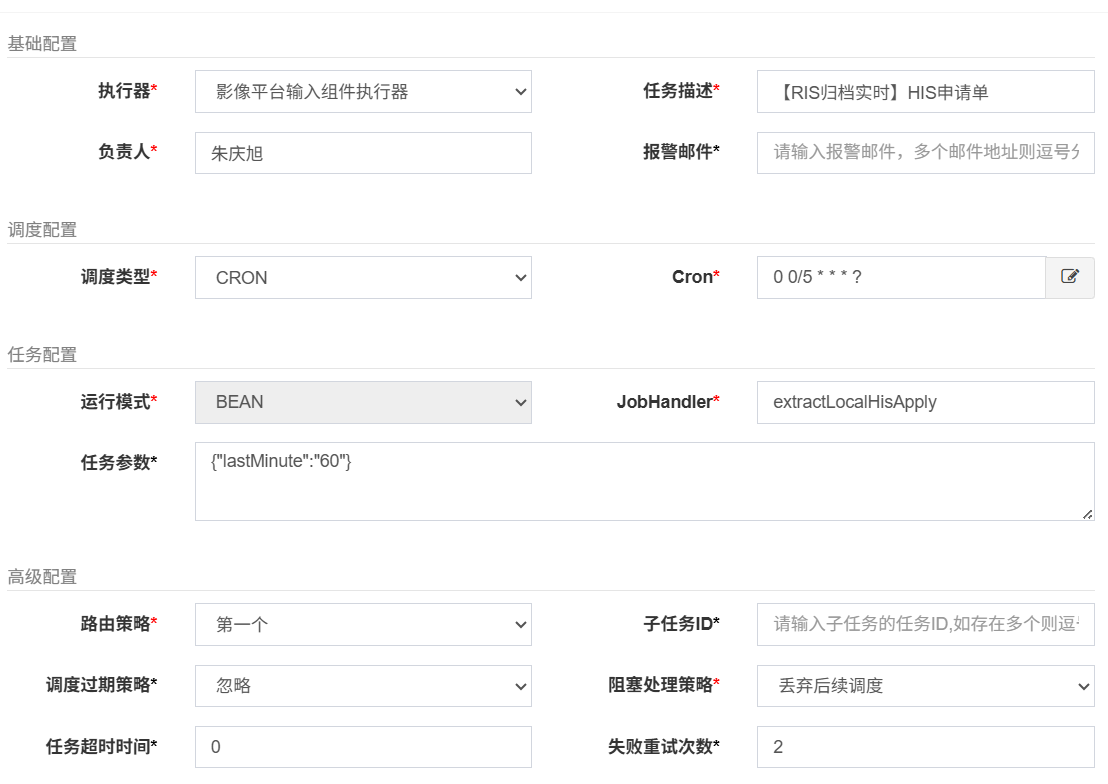 基础配置
执行器* 影像平台输入组件执行器 任务描述* 【RIS归档实时】HIS申请单
负责人* 朱庆旭 报警邮件* 请输入报警邮件，多个邮件地址则逗号分
调度配置
调度类型* CRON Cron* 0 0/5 * * * ?
任务配置
运行模式* BEAN JobHandler* extractLocalHisApply
任务参数* {"lastMinute":"60"}
高级配置
路由策略* 第一个 子任务ID* 请输入子任务的任务ID,如存在多个则逗
调度过期策略* 忽略 阻塞处理策略* 丢弃后续调度
任务超时时间* 0 失败重试次数* 2